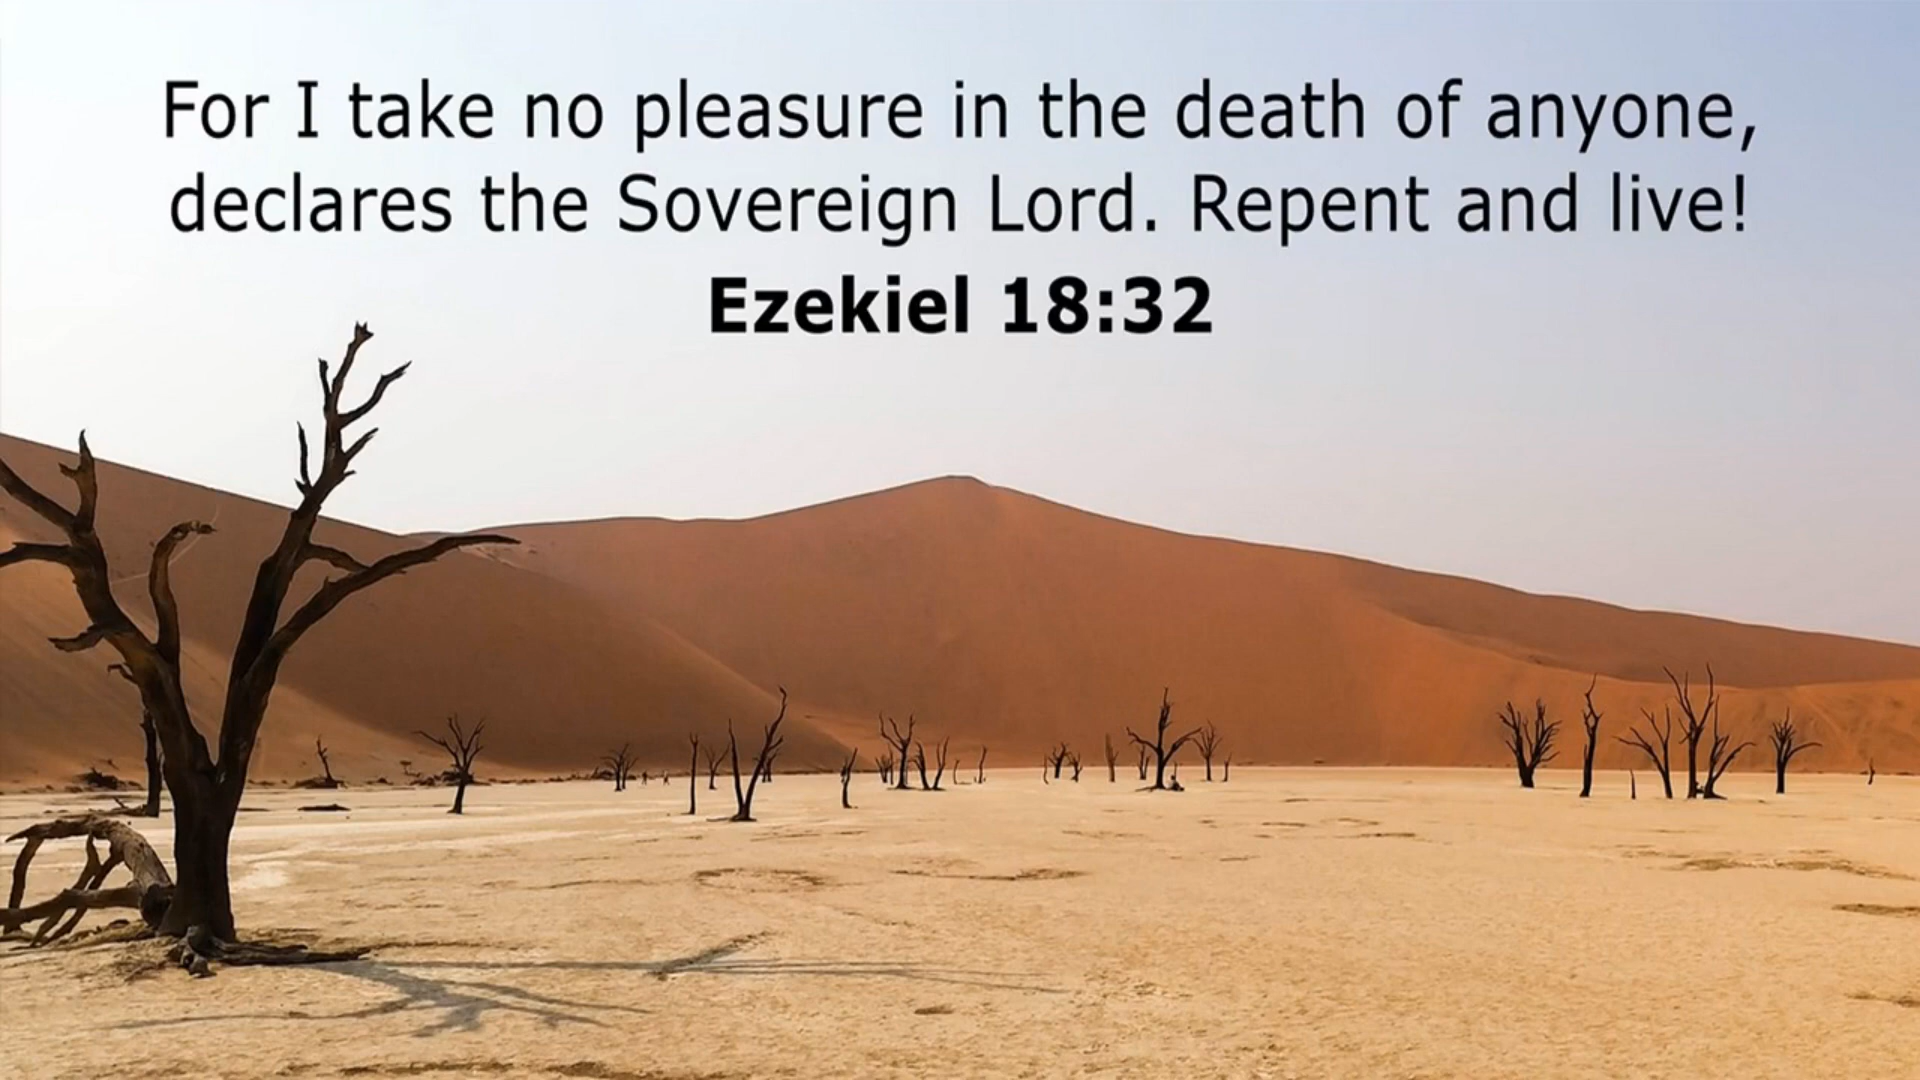 For I take no pleasure in the death of anyone,
declares the Sovereign Lord. Repent and live!
Ezekiel 18:32